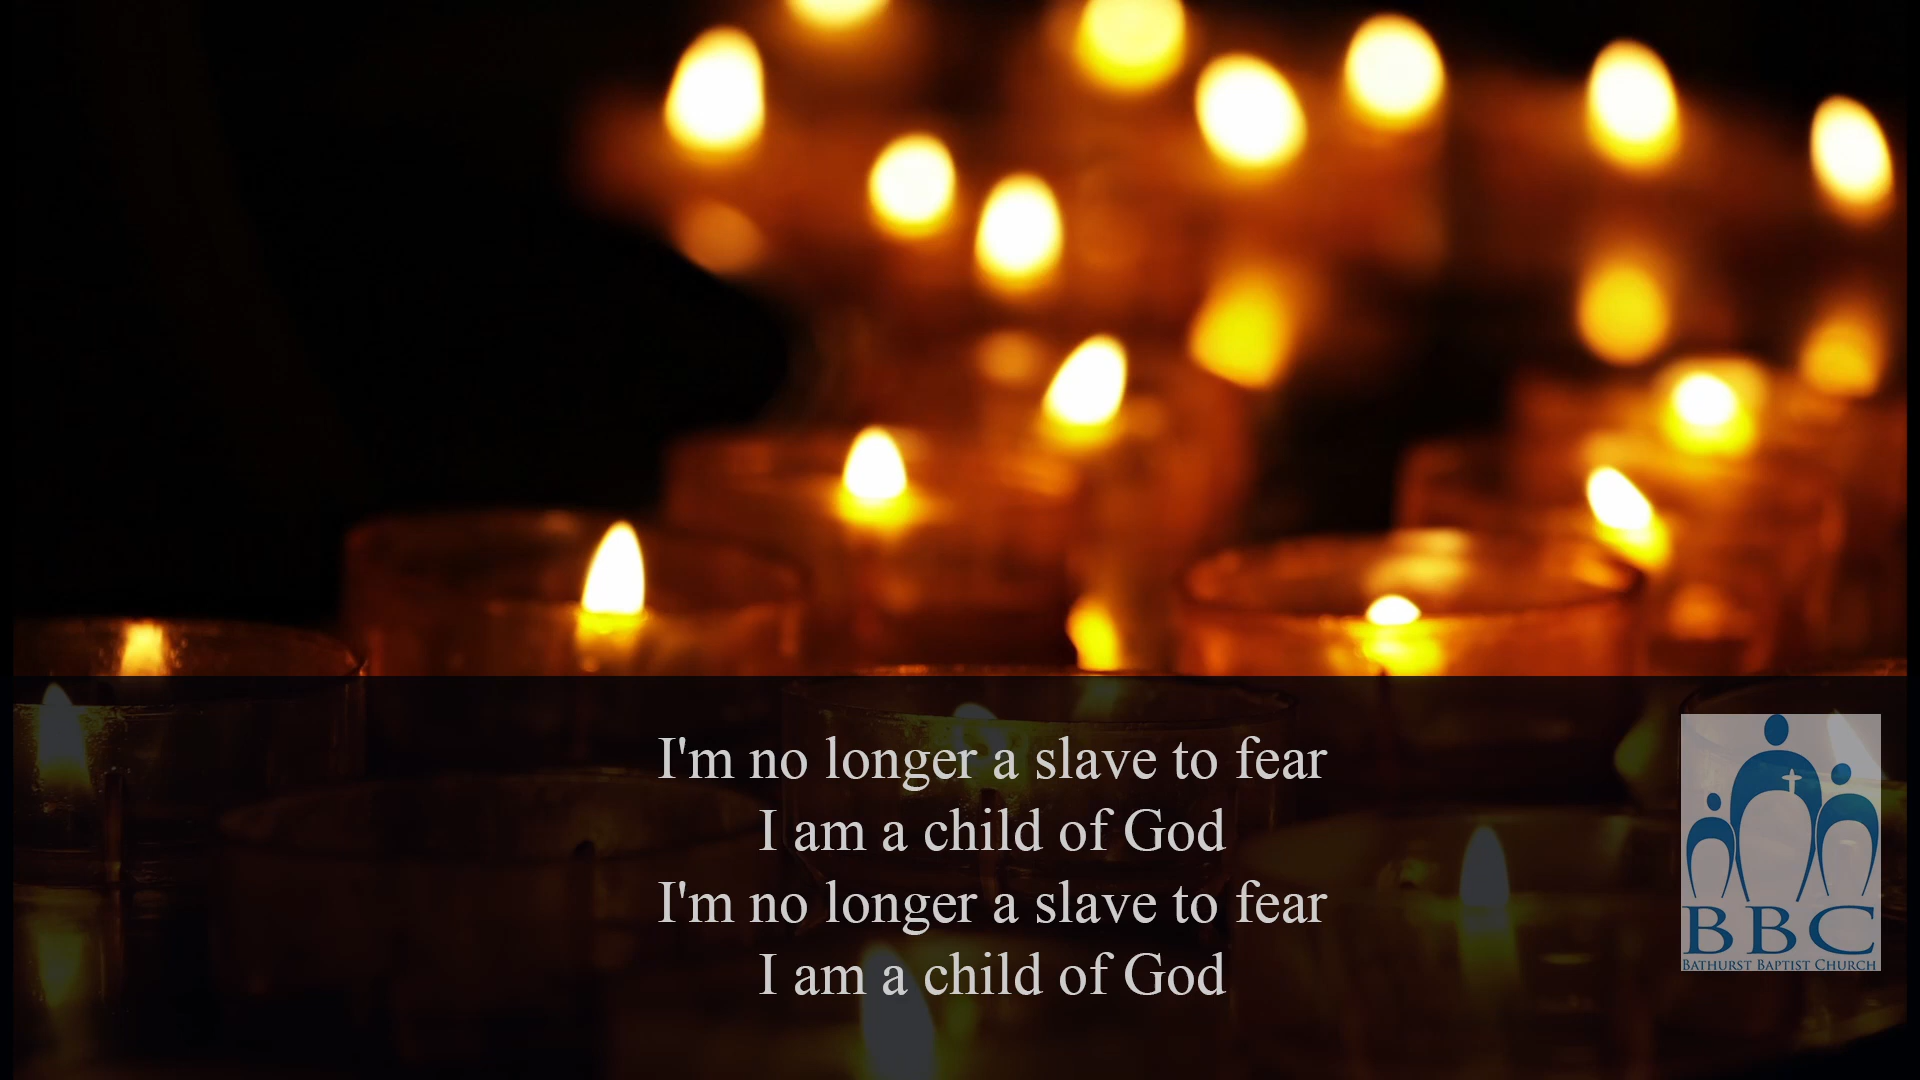 I'm no longer a slave to fear
I am a child of God
I'm no longer a slave to fear
I am a child of God
BBC
BATHURST BAPTIST CHURCH